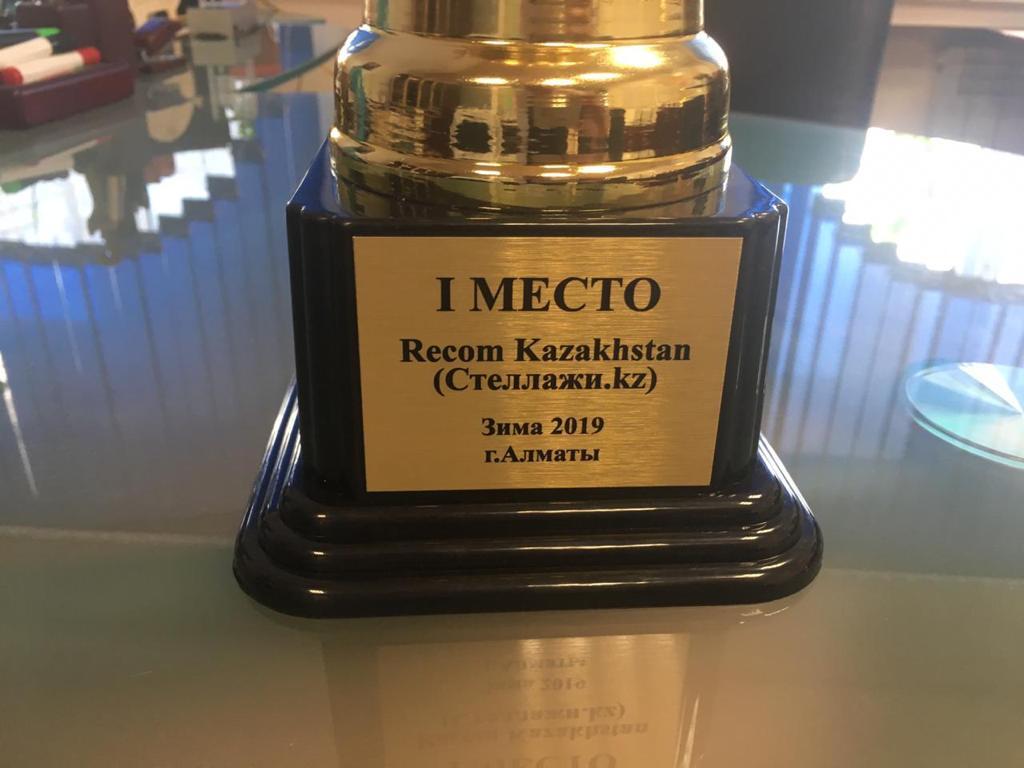 I МЕСТО
Recom Kazakhstan
(Стеллажи.kz)
Зима 2019
г.Алматы